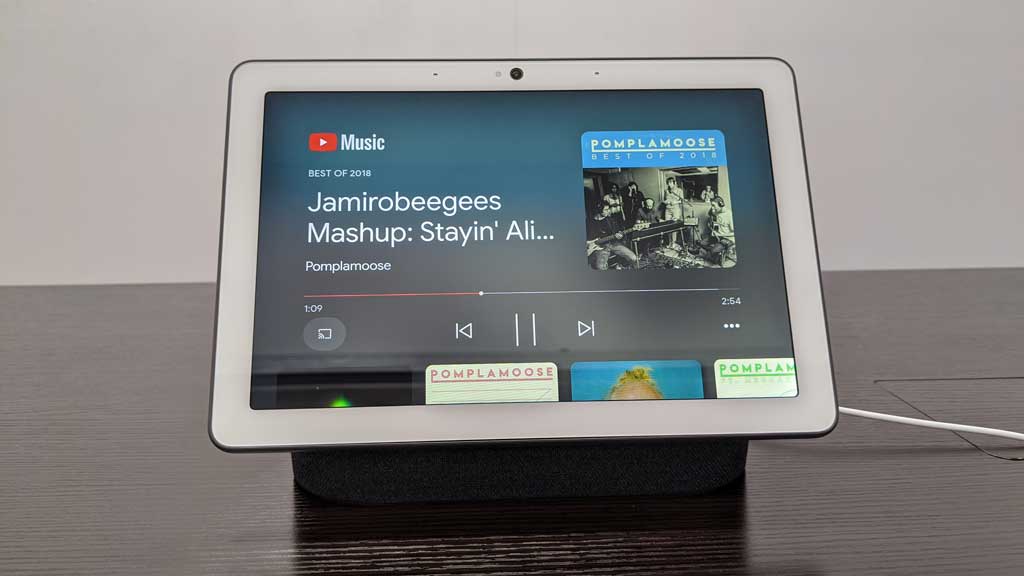 Music
BEST OF 2018
Jamirobeegees
Mashup: Stayin' Ali...
Pomplamoose
POMPLAMOOSE
BEST OF 2018
1:09
2:54
POMPLAMOOSE
POMPLAM